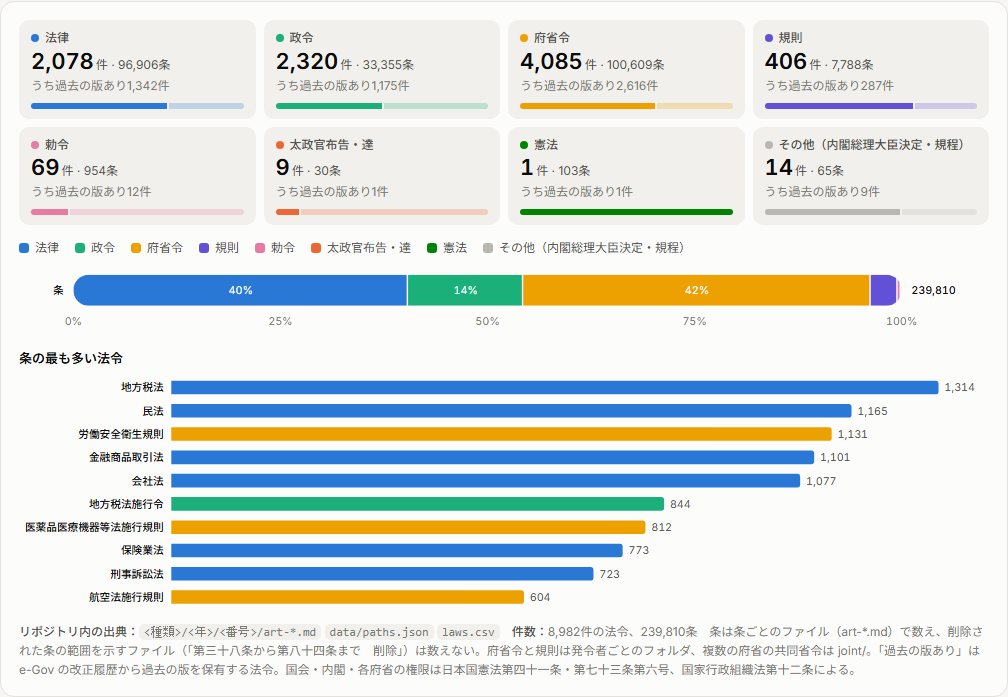 法律
2,078 件 · 96,906条
うち過去の版あり1,342件
政令
2,320 件 · 33,355条
うち過去の版あり1,175件
府省令
4,085 件 · 100,609条
うち過去の版あり2,616件
規則
406 件 · 7,788条
うち過去の版あり287件
勅令
69 件 · 954条
うち過去の版あり12件
太政官布告・達
9 件 · 30条
うち過去の版あり1件
憲法
1 件 · 103条
うち過去の版あり1件
その他（内閣総理大臣決定・規程）
14 件 · 65条
うち過去の版あり9件
法律 政令 府省令 規則 勅令 太政官布告・達 憲法 その他（内閣総理大臣決定・規程）
条 40% 14% 42% 239,810
0% 25% 50% 75% 100%
条の最も多い法令
地方税法 1,314
民法 1,165
労働安全衛生規則 1,131
金融商品取引法 1,101
会社法 1,077
地方税法施行令 844
医薬品医療機器等法施行規則 812
保険業法 773
刑事訴訟法 723
航空法施行規則 604
リポジトリ内の出典： <種類>/<年>/<番号>/art-*.md data/paths.json laws.csv 件数：8,982件の法令、239,810条　条は条ごとのファイル（art-*.md）で数え、削除さ
れた条の範囲を示すファイル（「第三十八条から第八十四条まで　削除」）は数えない。府省令と規則は発令者ごとのフォルダ、複数の府省の共同省令は joint/。「過去の版あり」は
e-Gov の改正履歴から過去の版を保有する法令。国会・内閣・各府省の権限は日本国憲法第四十一条・第七十三条第六号、国家行政組織法第十二条による。